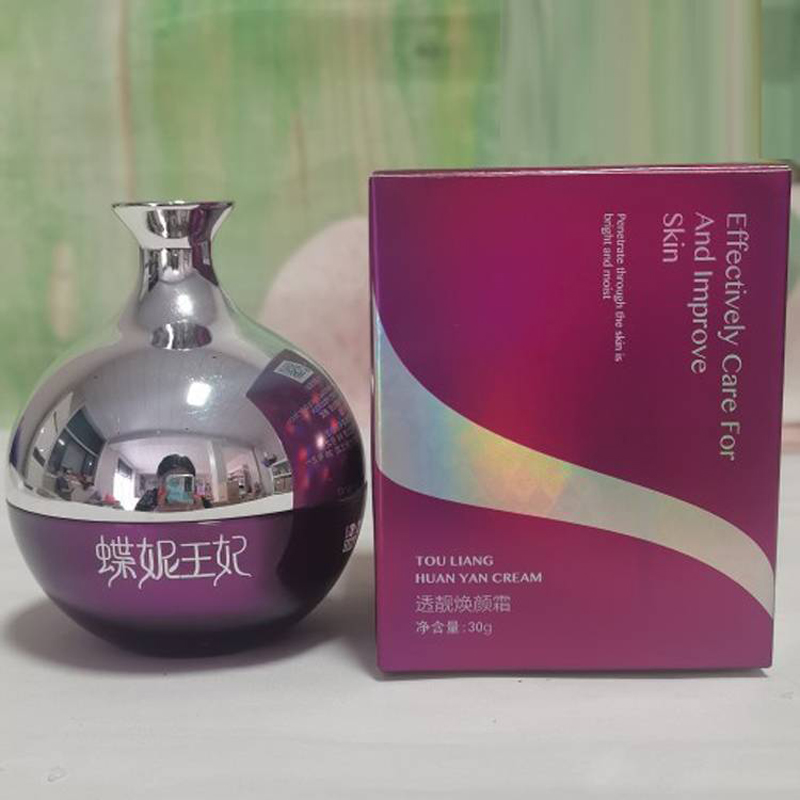 蝶妮王妃
Effectively Care For
And Improve
Skin
Penetrate through the skin is
bright and moist
TOU LIANG
HUAN YAN CREAM
透靓焕颜霜
净含量:30g